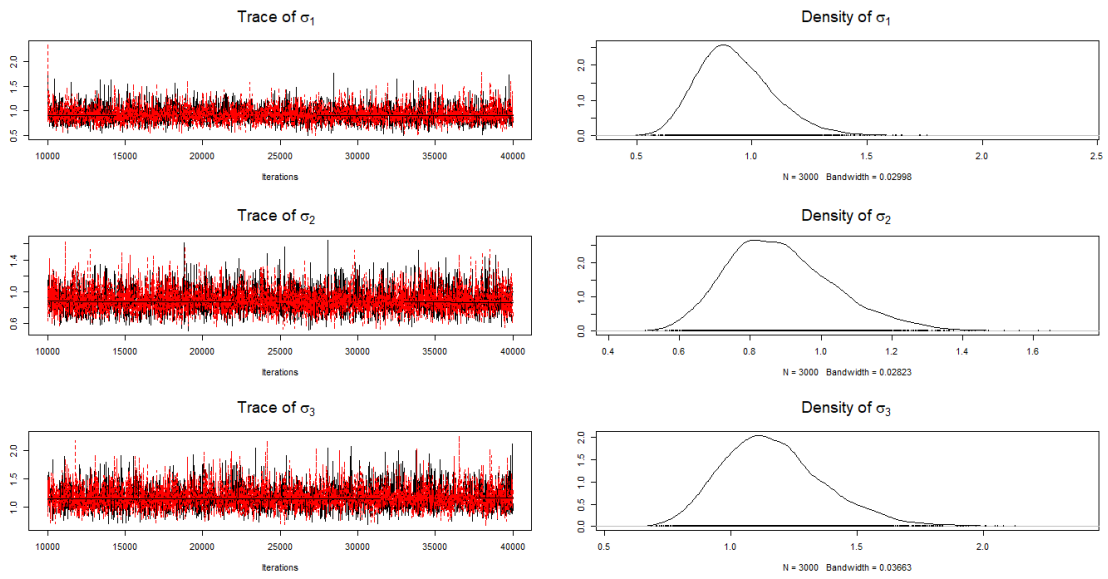 Trace of σ1
Density of σ1
0.5 1.0 1.5 2.0
10000 15000 20000 25000 30000 35000 40000
Iterations
0.0 1.0 2.0
0.5 1.0 1.5 2.0 2.5
N = 3000 Bandwidth = 0.02998
Trace of σ2
Density of σ2
0.6 1.0 1.4
10000 15000 20000 25000 30000 35000 40000
Iterations
0.0 1.0 2.0
0.4 0.6 0.8 1.0 1.2 1.4 1.6
N = 3000 Bandwidth = 0.02823
Trace of σ3
Density of σ3
1.0 1.5 2.0
10000 15000 20000 25000 30000 35000 40000
Iterations
0.0 0.5 1.0 1.5 2.0
0.5 1.0 1.5 2.0
N = 3000 Bandwidth = 0.03663